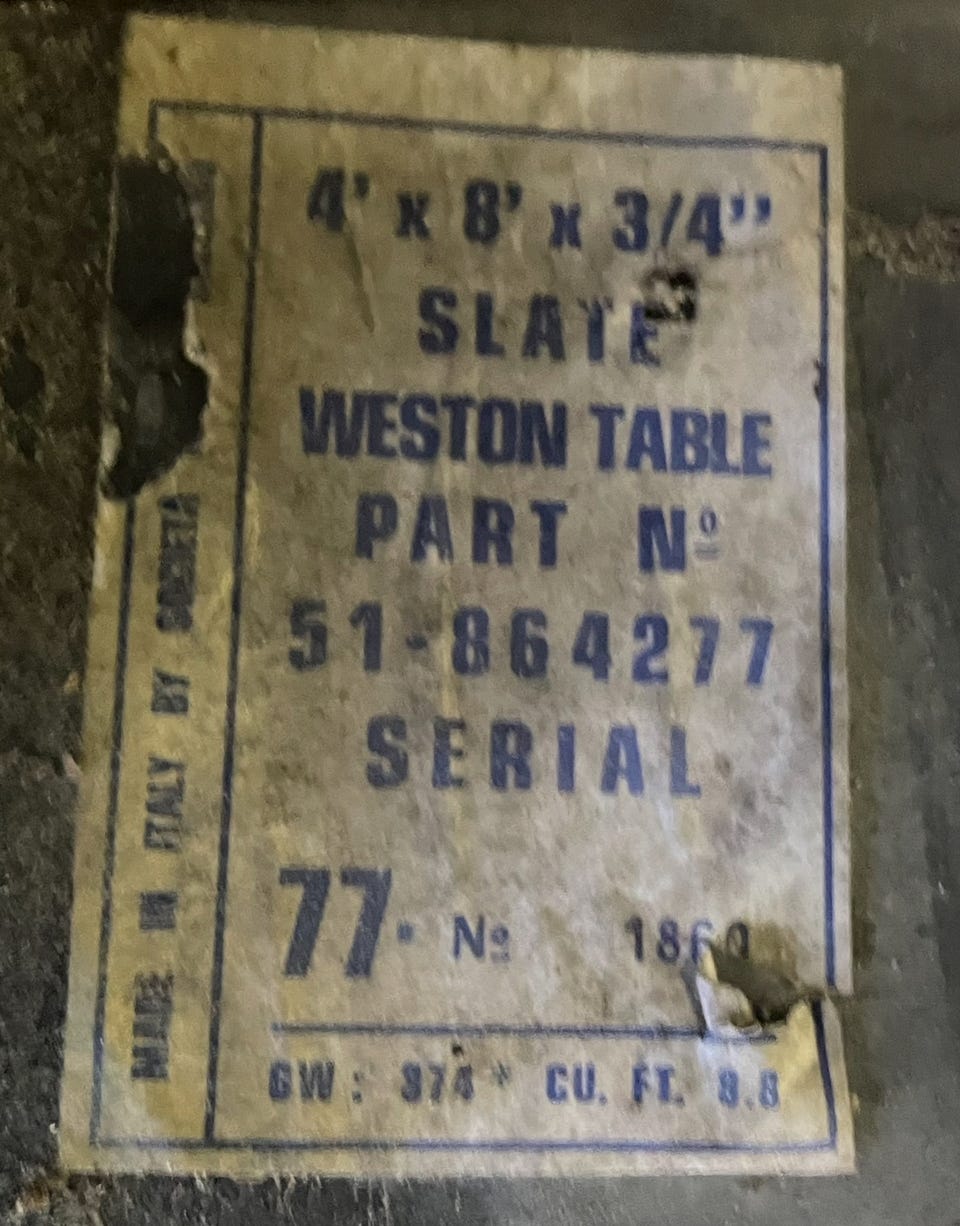 4' x 8' x 3/4"
SLATE
WESTON TABLE
PART Nº
51-864277
SERIAL
77. Nº
GW: 374 CU. FT. 9.8
MADE IN ITALY BY